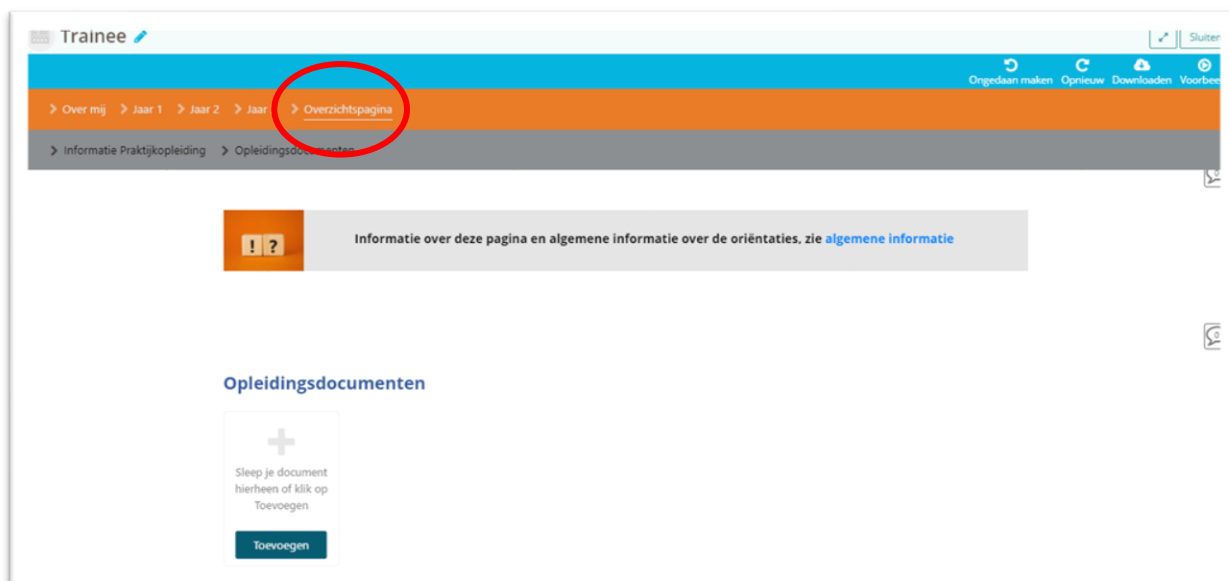 Trainee
Sluiten
Ongedaan maken Opnieuw Downloaden
Over mij Jaar 1 Jaar 2 Jaar Overzichtspagina
Informatie Praktijkopleiding Opleidingsdocumenten
! ? Informatie over deze pagina en algemene informatie over de oriëntaties, zie algemene informatie
Opleidingsdocumenten
Sleep je document
hierheen of klik op
Toevoegen
Toevoegen